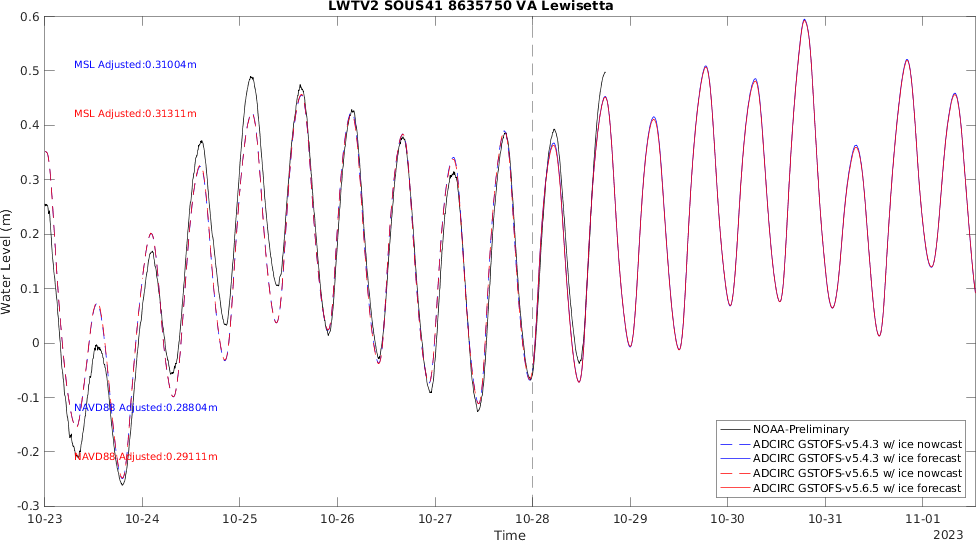 LWTV2 SOUS41 8635750 VA Lewisetta
0.6
0.5
0.4
0.3
0.2
0.1
0
-0.1
-0.2
-0.3
Water Level (m)
MSL Adjusted:0.31004m
MSL Adjusted:0.31311m
NAVD88 Adjusted:0.28804m
NAVD88 Adjusted:0.29111m
NOAA-Preliminary
ADCIRC GSTOFS-v5.4.3 w/ ice nowcast
ADCIRC GSTOFS-v5.4.3 w/ ice forecast
ADCIRC GSTOFS-v5.6.5 w/ ice nowcast
ADCIRC GSTOFS-v5.6.5 w/ ice forecast
10-23 10-24 10-25 10-26 10-27 10-28 10-29 10-30 10-31 11-01
Time
2023